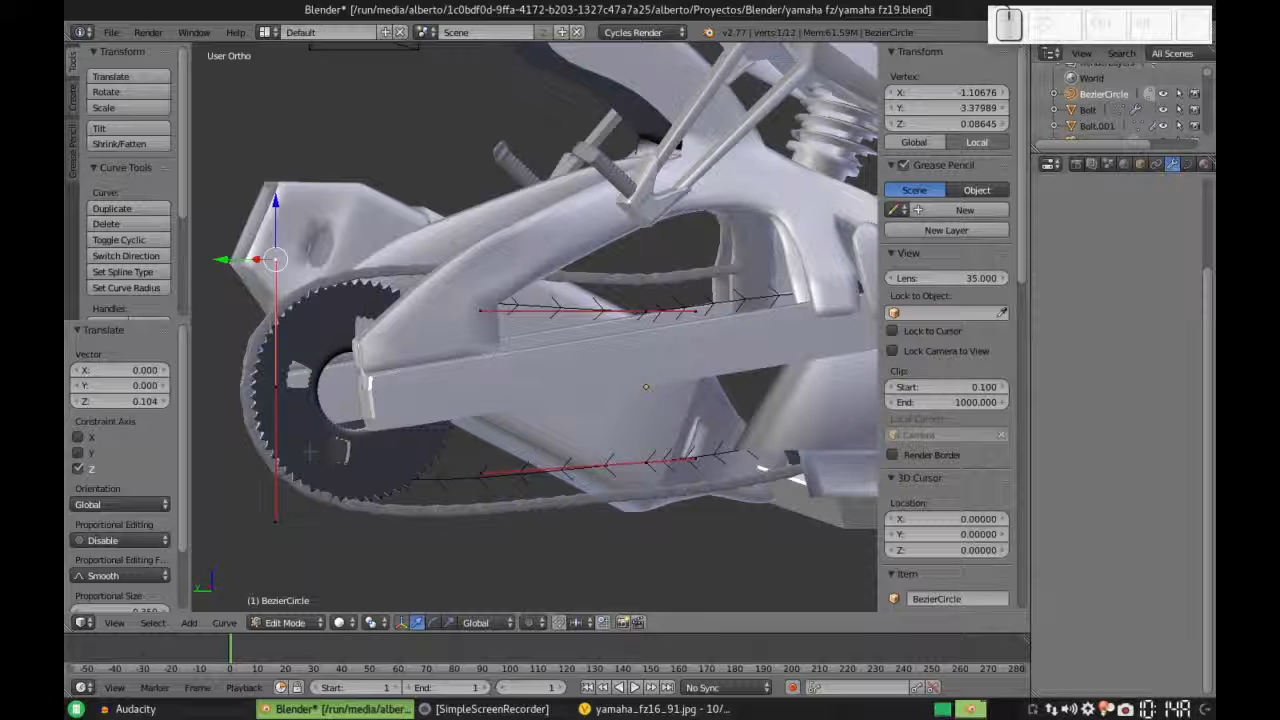 Blender* [/run/media/alberto/1c0bdf0d-9ffa-4172-b203-1327c47a7a25/alberto/Proyectos/Blender/yamaha fz/yamaha fz19.blend]
File Render Window Help Default Scene Cycles Render v2.77 | Verts:1/12 | Mem:61.59M | BezierCircle
View Search All Scenes
Tools
Create
Grease Pencil
Transform
Translate
Rotate
Scale
Tilt
Shrink/Fatten
Curve Tools
Curve:
Duplicate
Delete
Toggle Cyclic
Switch Direction
Set Spline Type
Set Curve Radius
Handles:
Translate
Vector
X: 0.000
Y: 0.000
Z: 0.104
Constraint Axis
X
Y
Z
Orientation
Global
Proportional Editing
Disable
Proportional Editing F...
Smooth
Proportional Size
0.350
User Ortho
(1) BezierCircle
Transform
Vertex:
X: -1.10676
Y: -3.37989
Z: 0.08645
Global Local
Grease Pencil
Scene Object
New
New Layer
View
Lens: 35.000
Lock to Object:
Lock to Cursor
Lock Camera to View
Clip:
Start: 0.100
End: 1000.000
Local Camera:
Camera
Render Border
3D Cursor
Location:
X: 0.00000
Y: 0.00000
Z: 0.00000
Item
BezierCircle
World
BezierCircle
Bolt
Bolt.001
View Select Add Curve Edit Mode Global
-50 -40 -30 -20 -10 0 10 20 30 40 50 60 70 80 90 100 110 120 130 140 150 160 170 180 190 200 210 220 230 240 250 260 270 280
View Marker Frame Playback Start: 1 End: 1 1 No Sync
Audacity Blender* [/run/media/alber... [SimpleScreenRecorder] yamaha_fz16_91.jpg - 10/...